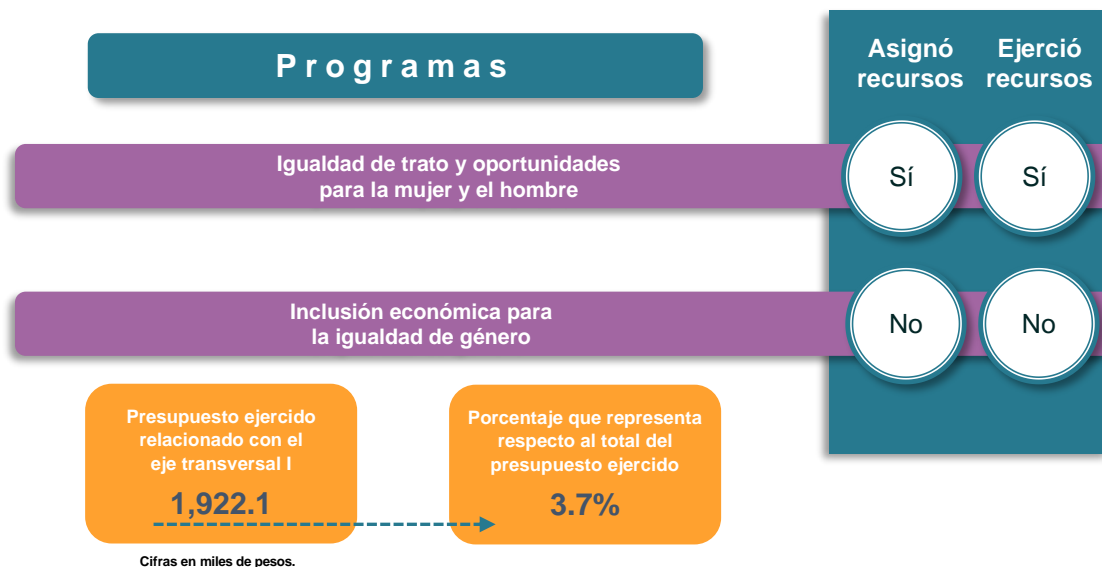 Programas
Asignó recursos
Ejerció recursos
Igualdad de trato y oportunidades
para la mujer y el hombre
Sí
Sí
Inclusión económica para
la igualdad de género
No
No
Presupuesto ejercido
relacionado con el
eje transversal I
1,922.1
Porcentaje que representa
respecto al total del
presupuesto ejercido
3.7%
Cifras en miles de pesos.